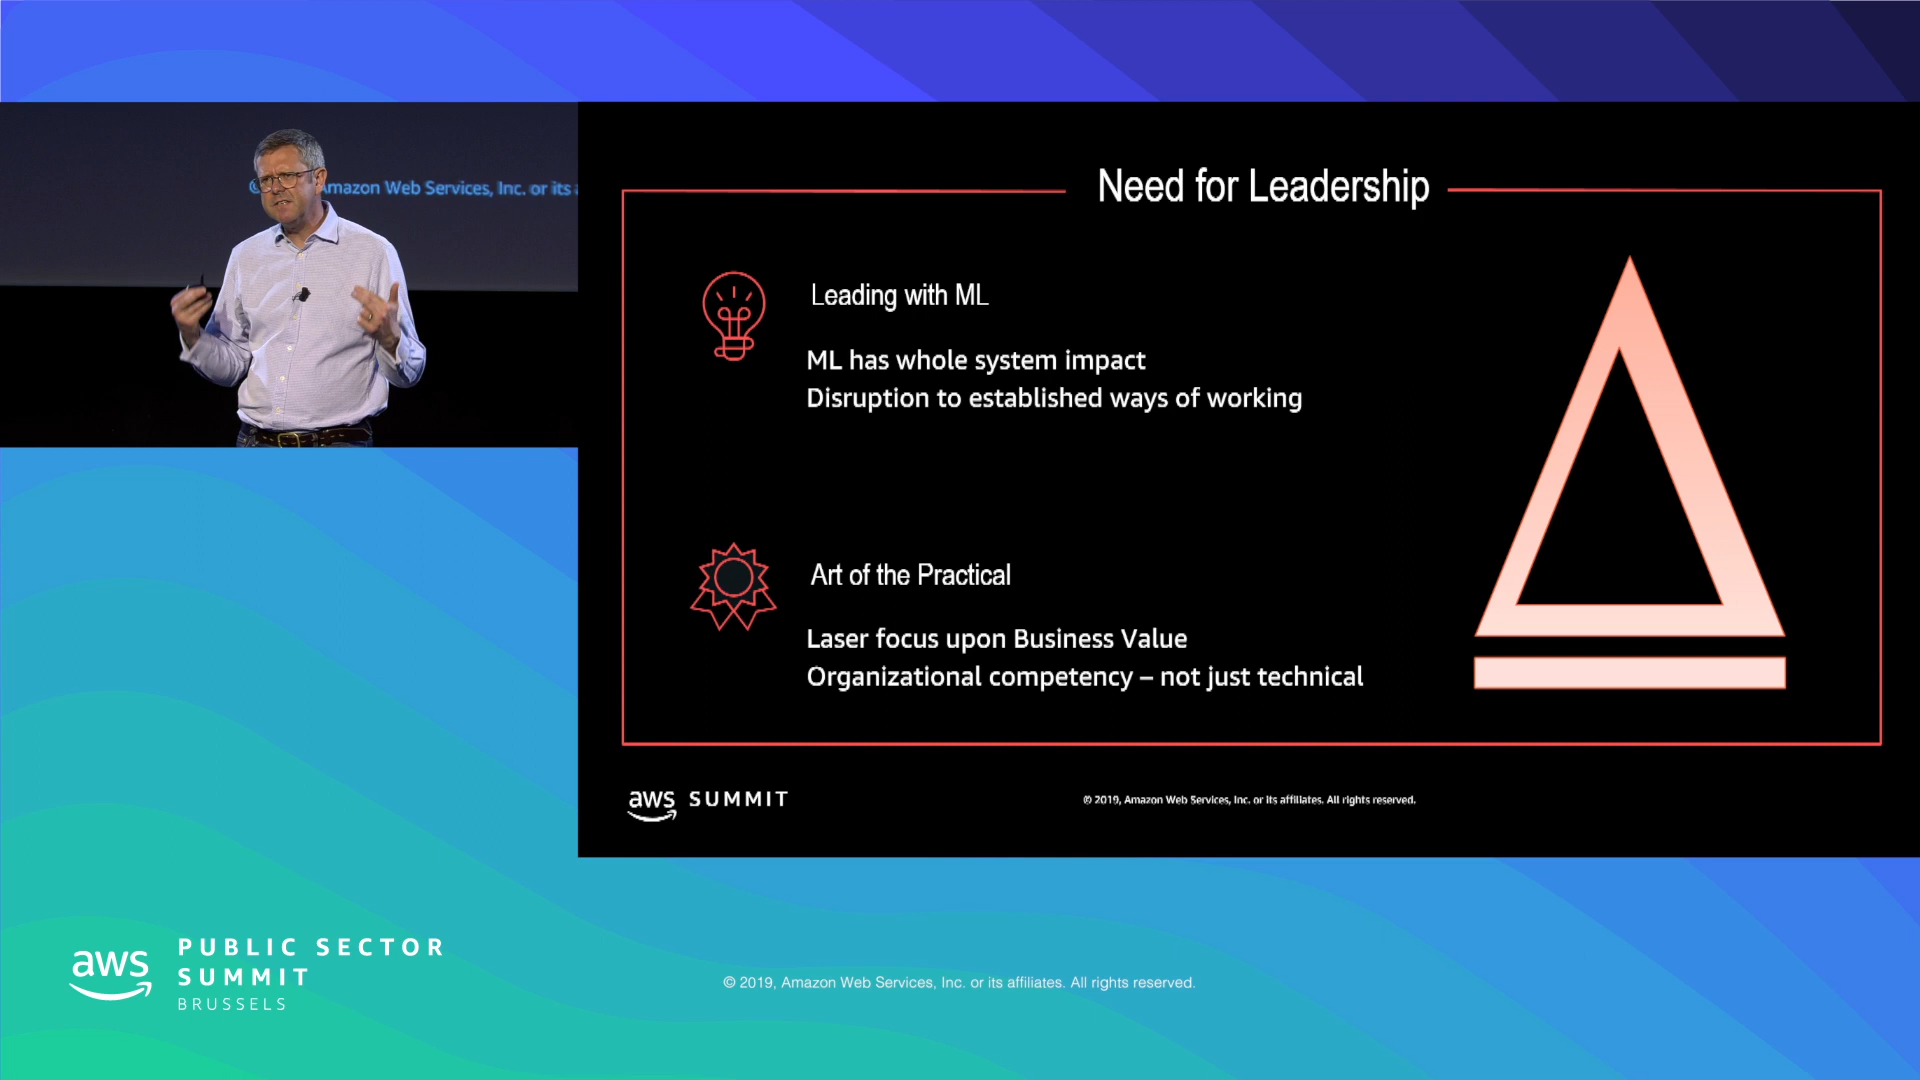 © Amazon Web Services, Inc. or its
Need for Leadership
Leading with ML
ML has whole system impact
Disruption to established ways of working
Art of the Practical
Laser focus upon Business Value
Organizational competency – not just technical
aws SUMMIT
© 2019, Amazon Web Services, Inc. or its affiliates. All rights reserved.
aws
PUBLIC SECTOR
SUMMIT
BRUSSELS
© 2019, Amazon Web Services, Inc. or its affiliates. All rights reserved.